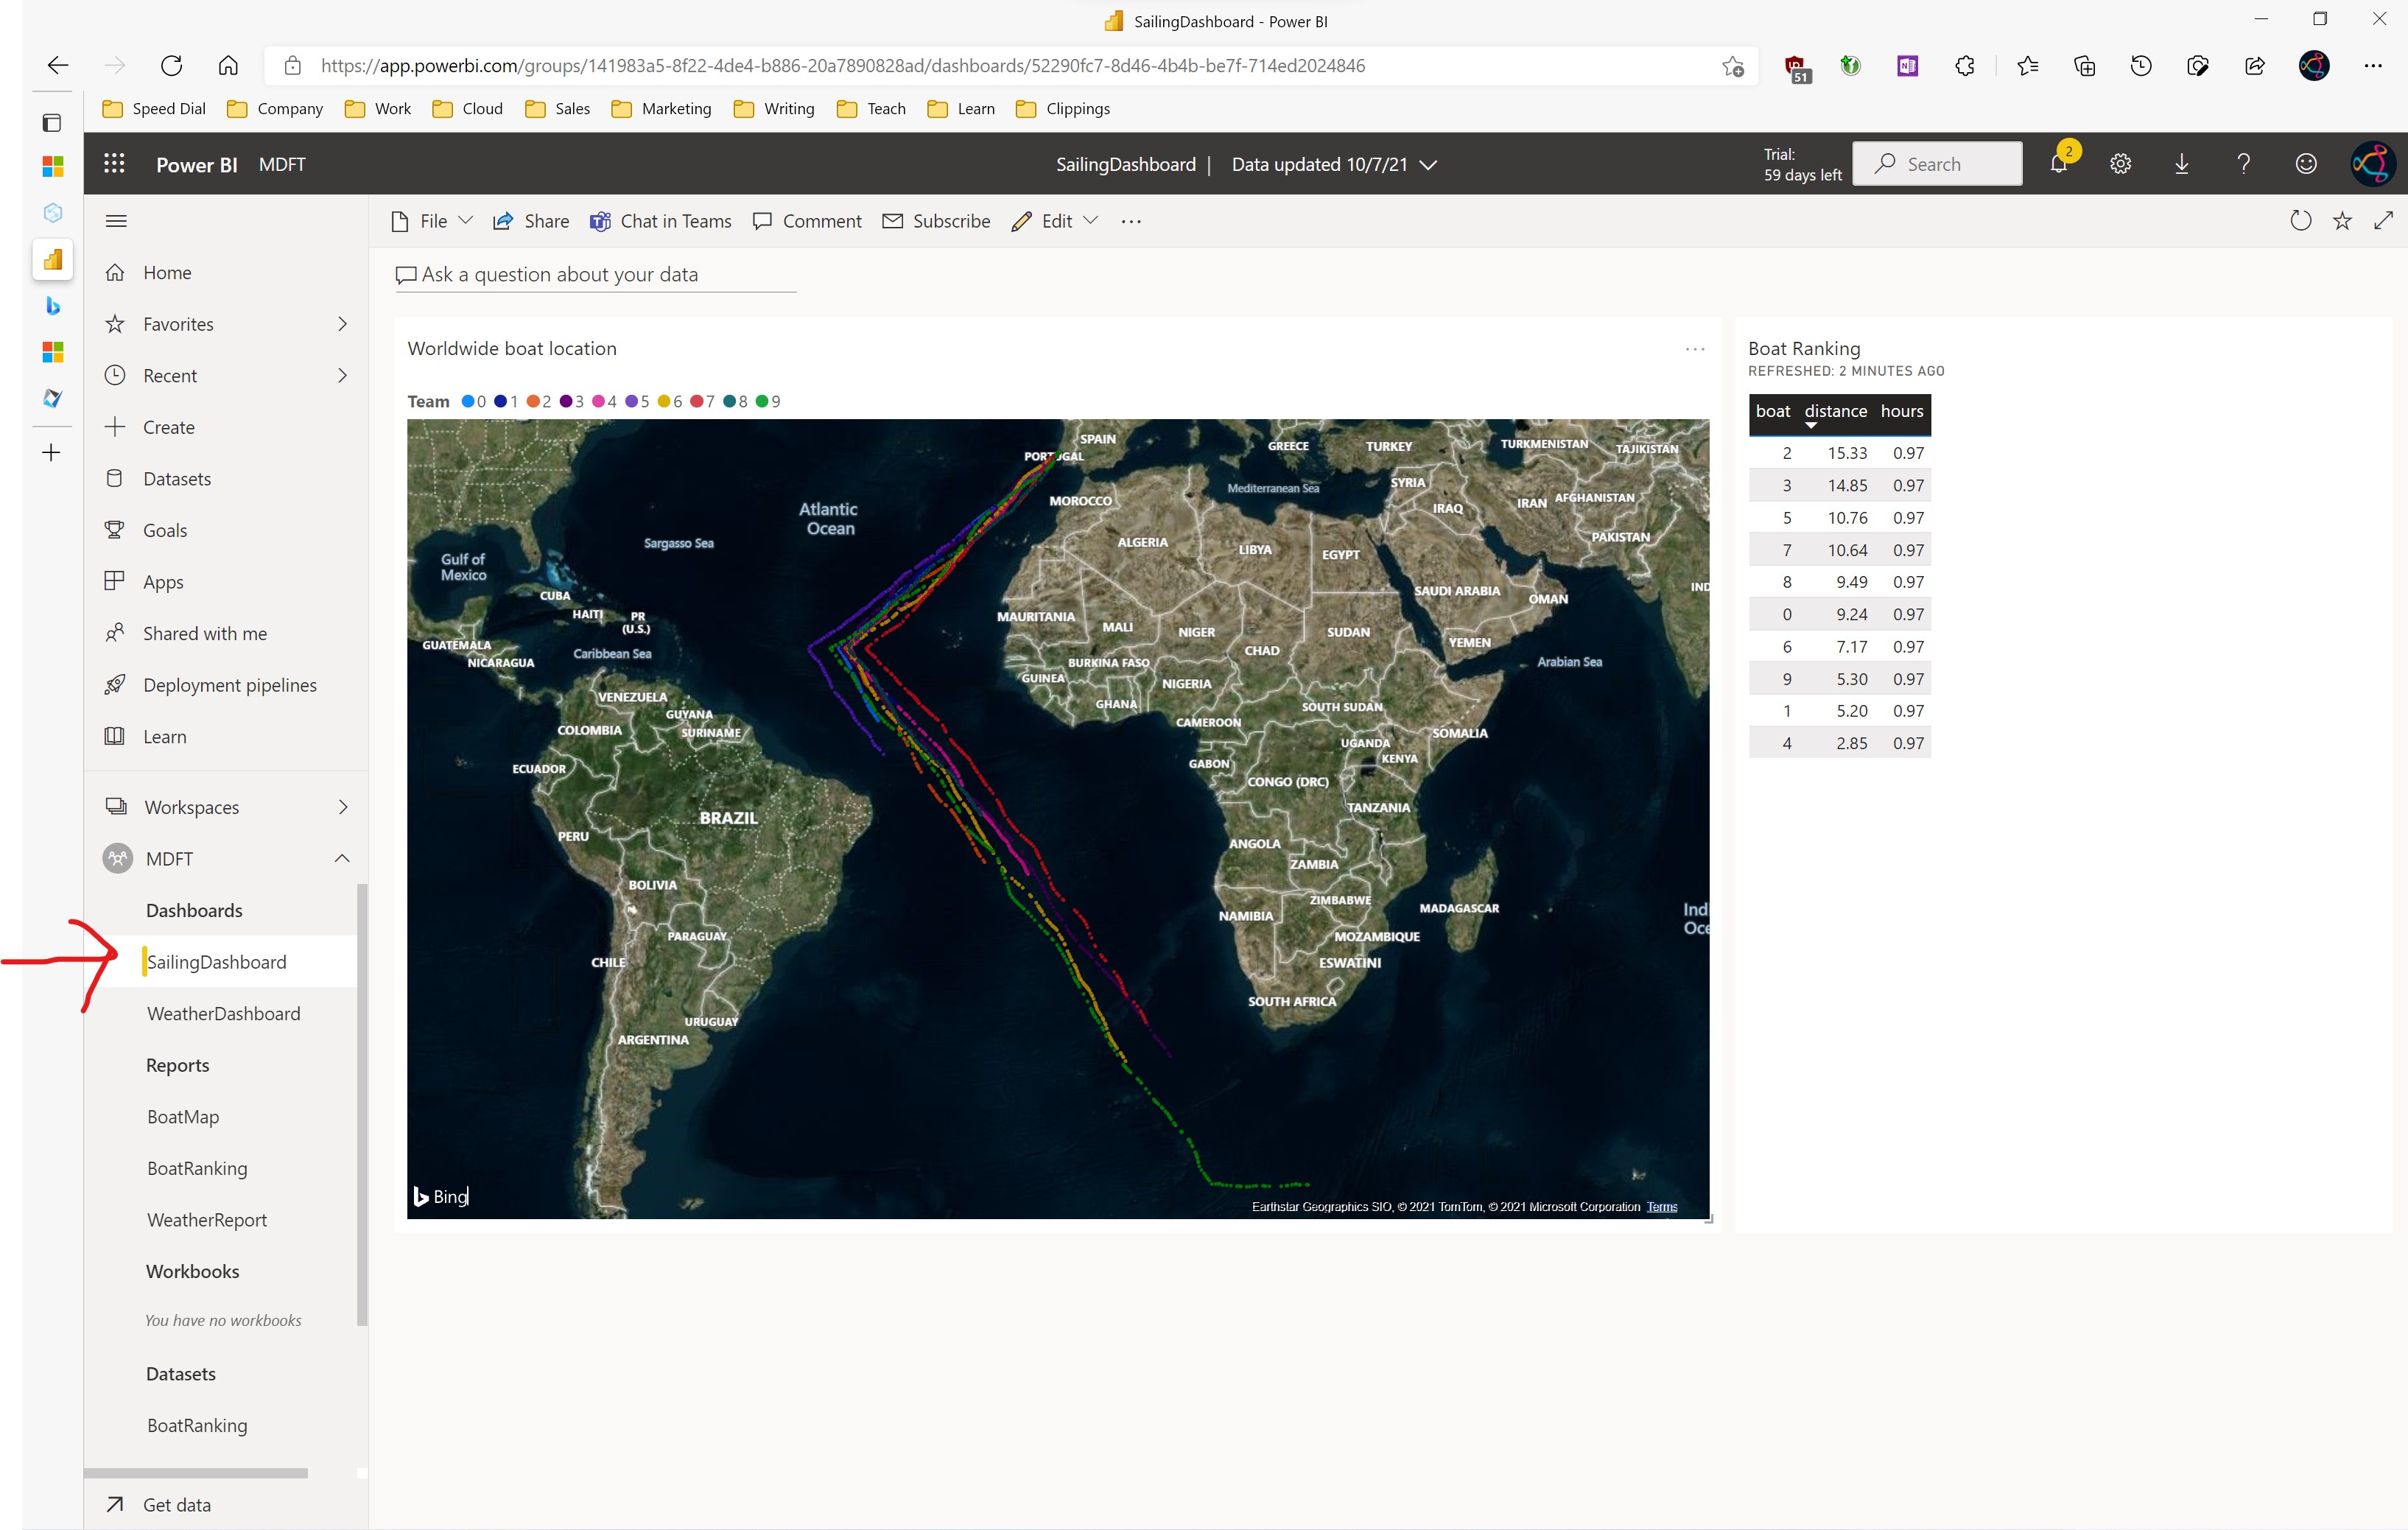 SailingDashboard - Power BI
https://app.powerbi.com/groups/141983a5-8f22-4de4-b886-20a7890828ad/dashboards/52290fc7-8d46-4b4b-be7f-714ed2024846
51
Speed Dial Company Work Cloud Sales Marketing Writing Teach Learn Clippings
Power BI MDFT
SailingDashboard | Data updated 10/7/21
Trial:
59 days left
Search
2
File Share Chat in Teams Comment Subscribe Edit
Home
Favorites
Recent
Create
Datasets
Goals
Apps
Shared with me
Deployment pipelines
Learn
Workspaces
MDFT
Dashboards
SailingDashboard
WeatherDashboard
Reports
BoatMap
BoatRanking
WeatherReport
Workbooks
You have no workbooks
Datasets
BoatRanking
Get data
Ask a question about your data
Worldwide boat location
Team 0 1 2 3 4 5 6 7 8 9
SPAIN
PORTUGAL
GREECE
TURKEY
TURKMENISTAN
TAJIKISTAN
Mediterranean Sea
SYRIA
MOROCCO
IRAQ
IRAN
AFGHANISTAN
Atlantic
Ocean
Sargasso Sea
ALGERIA
LIBYA
EGYPT
PAKISTAN
Gulf of
Mexico
CUBA
HAITI
PR
(U.S.)
SAUDI ARABIA
OMAN
IND
MAURITANIA
MALI
NIGER
SUDAN
YEMEN
GUATEMALA
NICARAGUA
Caribbean Sea
CHAD
BURKINA FASO
Arabian Sea
GUINEA
NIGERIA
VENEZUELA
GHANA
SOUTH SUDAN
GUYANA
CAMEROON
COLOMBIA
SURINAME
SOMALIA
UGANDA
KENYA
ECUADOR
GABON
CONGO (DRC)
TANZANIA
BRAZIL
PERU
ANGOLA
ZAMBIA
BOLIVIA
ZIMBABWE
NAMIBIA
MADAGASCAR
Indi
Oce
PARAGUAY
MOZAMBIQUE
CHILE
ESWATINI
SOUTH AFRICA
URUGUAY
ARGENTINA
Bing
Earthstar Geographics SIO, © 2021 TomTom, © 2021 Microsoft Corporation Terms
Boat Ranking
REFRESHED: 2 MINUTES AGO
boat distance hours
2 15.33 0.97
3 14.85 0.97
5 10.76 0.97
7 10.64 0.97
8 9.49 0.97
0 9.24 0.97
6 7.17 0.97
9 5.30 0.97
1 5.20 0.97
4 2.85 0.97